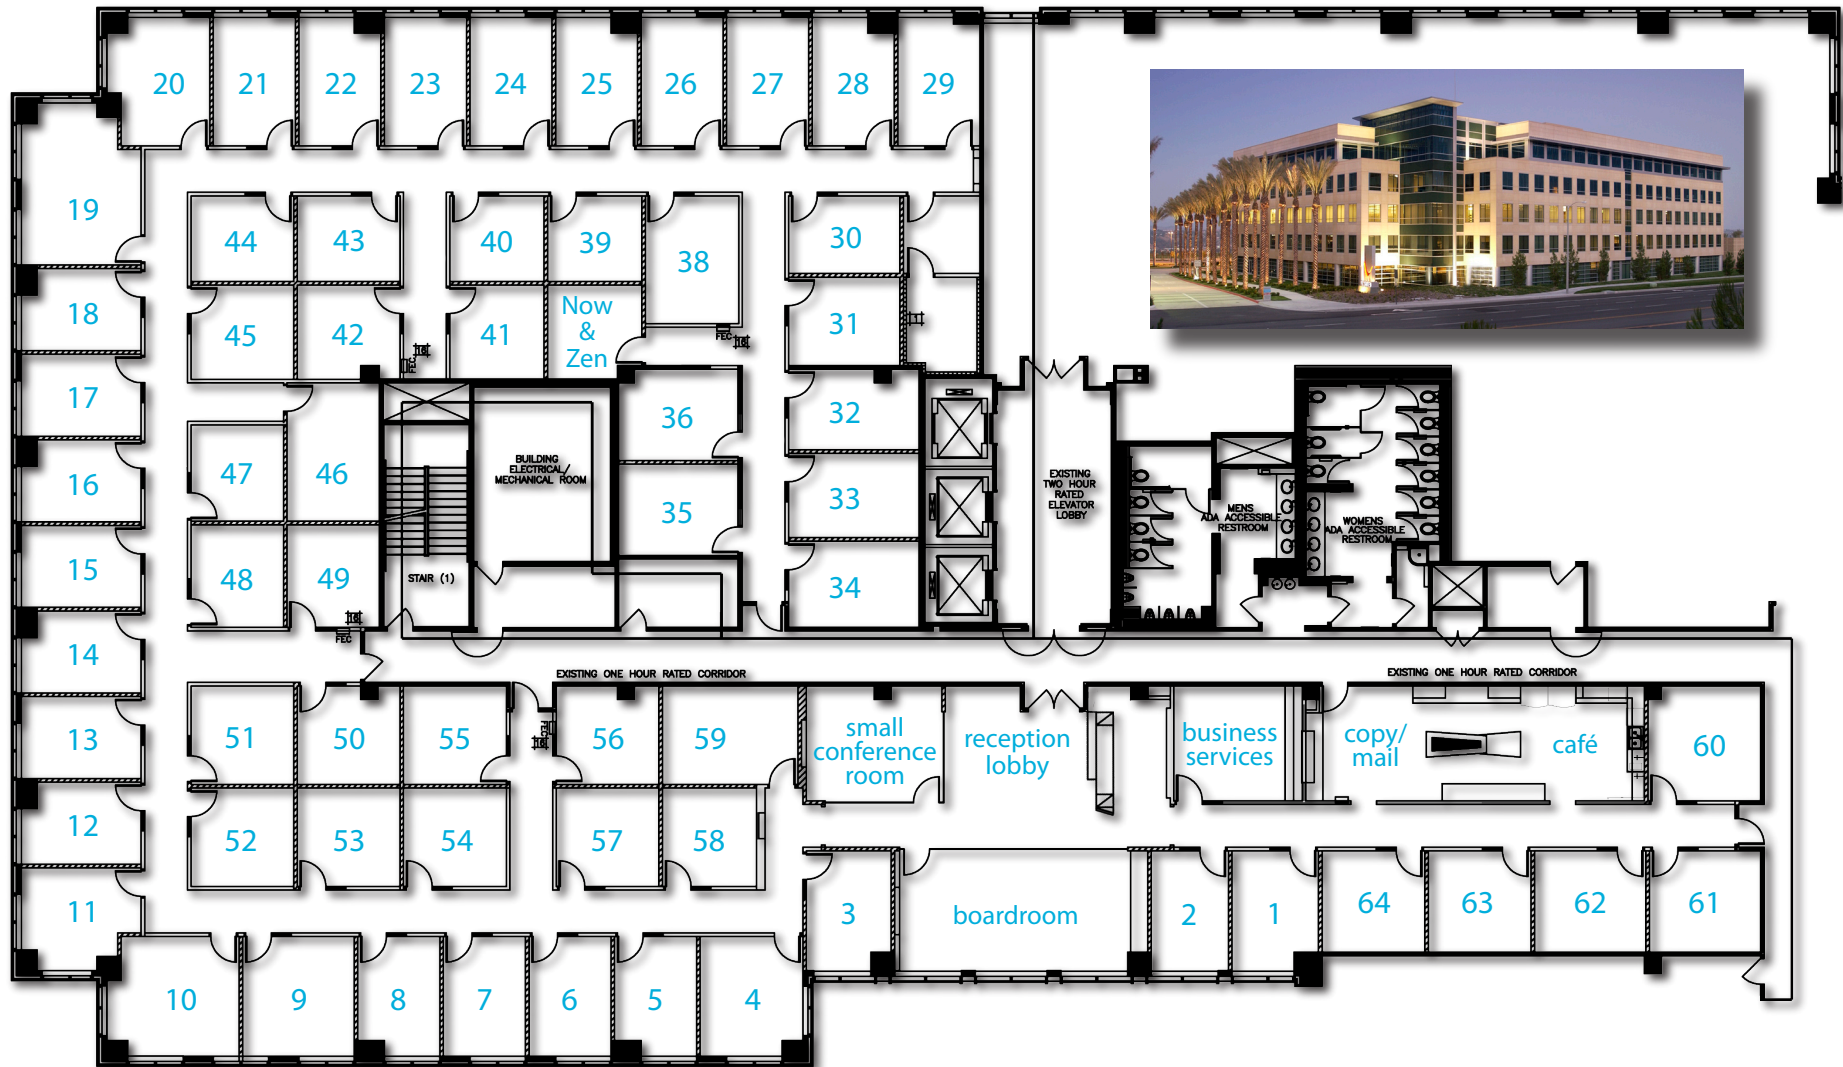 20 21 22 23 24 25 26 27 28 29
19
44 43 40 39 38 30
18
45 42 41
Now
&
Zen
31
FEC
FEC
17
36 32
16
47 46
BUILDING
ELECTRICAL/
MECHANICAL ROOM
35 33
EXISTING
TWO HOUR
RATED
ELEVATOR
LOBBY
MENS
ADA ACCESSIBLE
RESTROOM
WOMENS
ADA ACCESSIBLE
RESTROOM
15
48 49
STAIR (1)
34
FEC
14
EXISTING ONE HOUR RATED CORRIDOR
EXISTING ONE HOUR RATED CORRIDOR
13
51 50 55
FEC
56 59
small
conference
room
reception
lobby
business
services
copy/
mail
café
60
12
52 53 54 57 58
11
3
boardroom
2 1 64 63 62 61
10 9 8 7 6 5 4